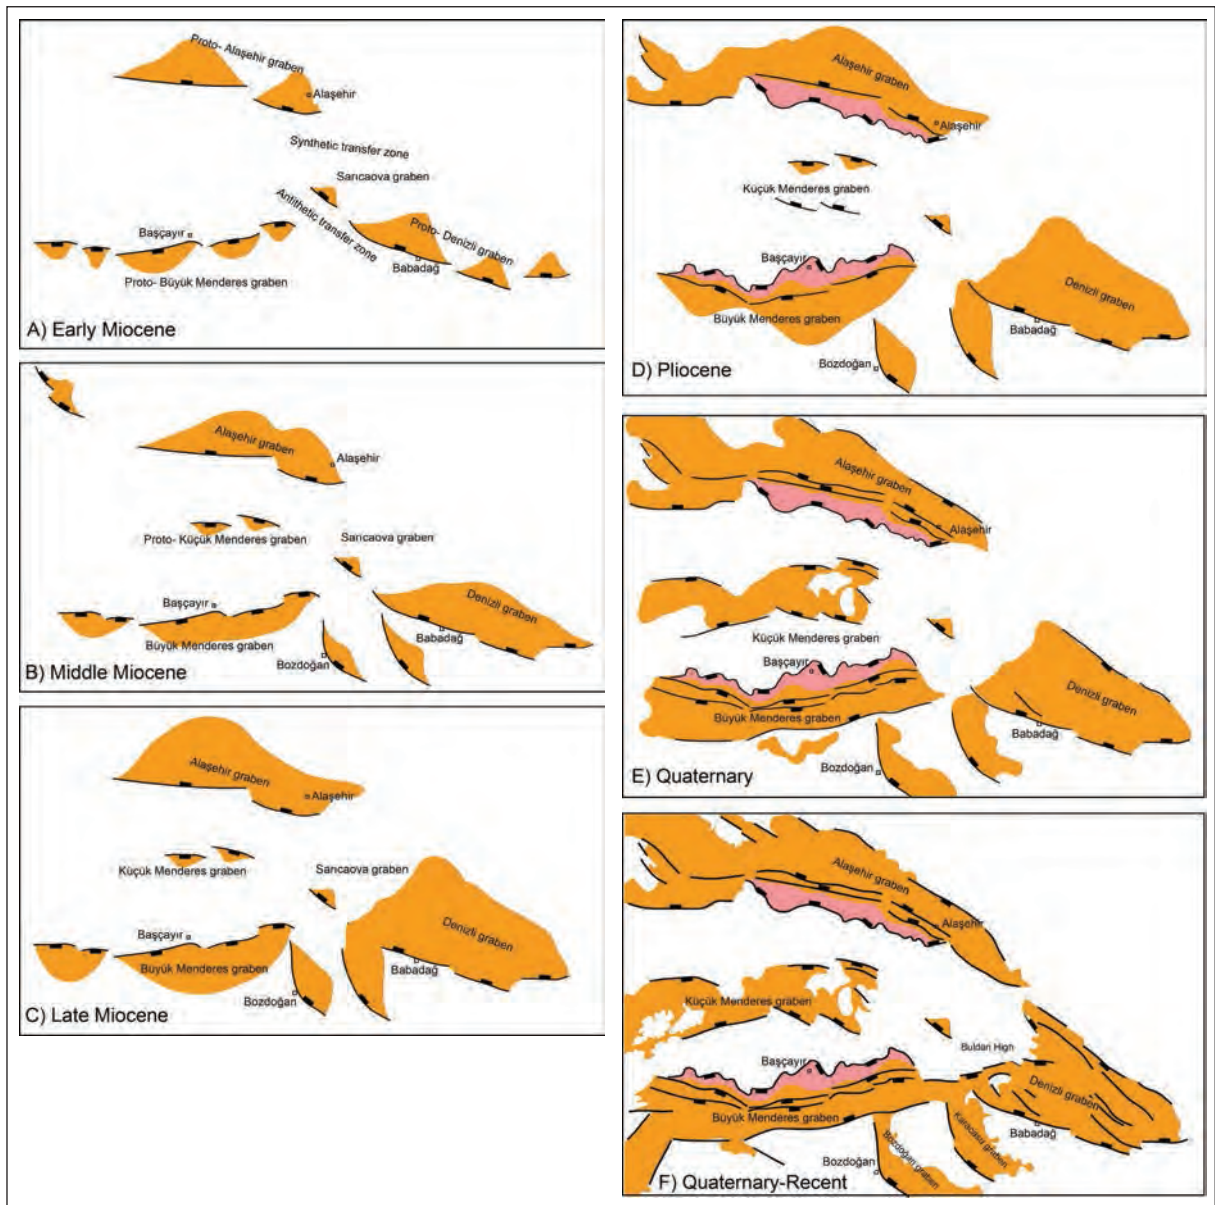 Proto- Alaşehir graben
Alaşehir
Synthetic transfer zone
Sarıcaova graben
Antithetic transfer zone
Proto- Denizli graben
Başçayır
Babadağ
Proto- Büyük Menderes graben
A) Early Miocene
Alaşehir graben
Alaşehir
Proto- Küçük Menderes graben
Sarıcaova graben
Başçayır
Denizli graben
Büyük Menderes graben
Babadağ
Bozdoğan
B) Middle Miocene
Alaşehir graben
Alaşehir
Küçük Menderes graben
Sarıcaova graben
Başçayır
Denizli graben
Büyük Menderes graben
Babadağ
Bozdoğan
C) Late Miocene
Alaşehir graben
Alaşehir
Küçük Menderes graben
Başçayır
Denizli graben
Büyük Menderes graben
Babadağ
Bozdoğan
D) Pliocene
Alaşehir graben
Alaşehir
Küçük Menderes graben
Başçayır
Denizli graben
Büyük Menderes graben
Babadağ
Bozdoğan
E) Quaternary
Alaşehir graben
Alaşehir
Küçük Menderes graben
Buldan High
Başçayır
Denizli graben
Büyük Menderes graben
Karacasu graben
Babadağ
Bozdoğan graben
Bozdoğan
F) Quaternary-Recent